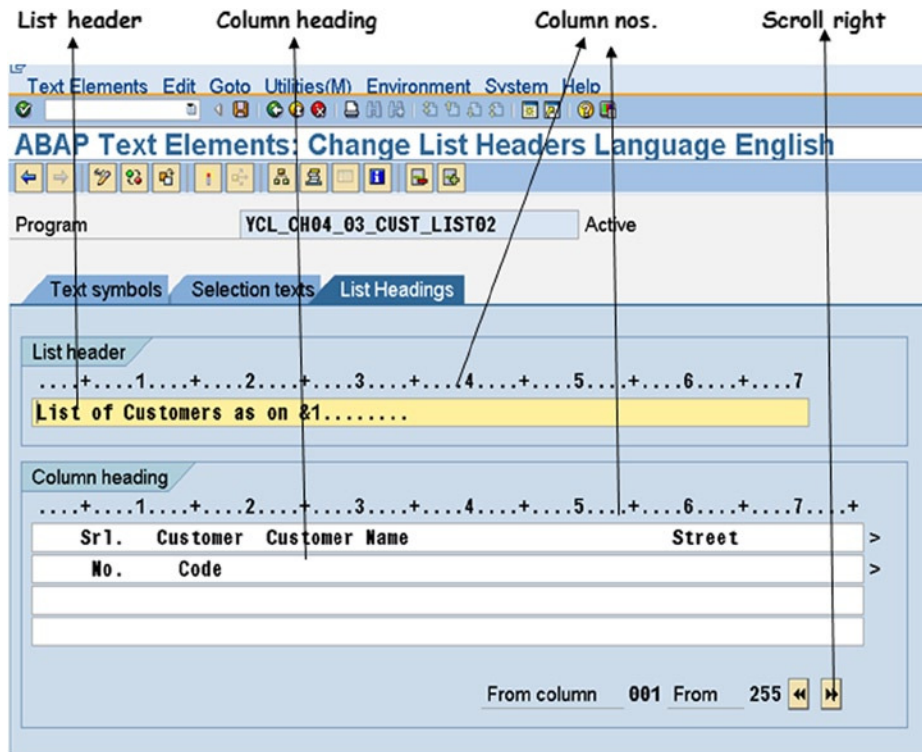 List header Column heading Column nos. Scroll right
Text Elements Edit Goto Utilities(M) Environment System Help
ABAP Text Elements: Change List Headers Language English
Program YCL_CH04_03_CUST_LIST02 Active
Text symbols Selection texts List Headings
List header
....+....1....+....2....+....3....+....4....+....5....+....6....+....7
List of Customers as on &1........
Column heading
....+....1....+....2....+....3....+....4....+....5....+....6....+....7....+
Srl. Customer Customer Name Street >
No. Code >
From column 001 From 255